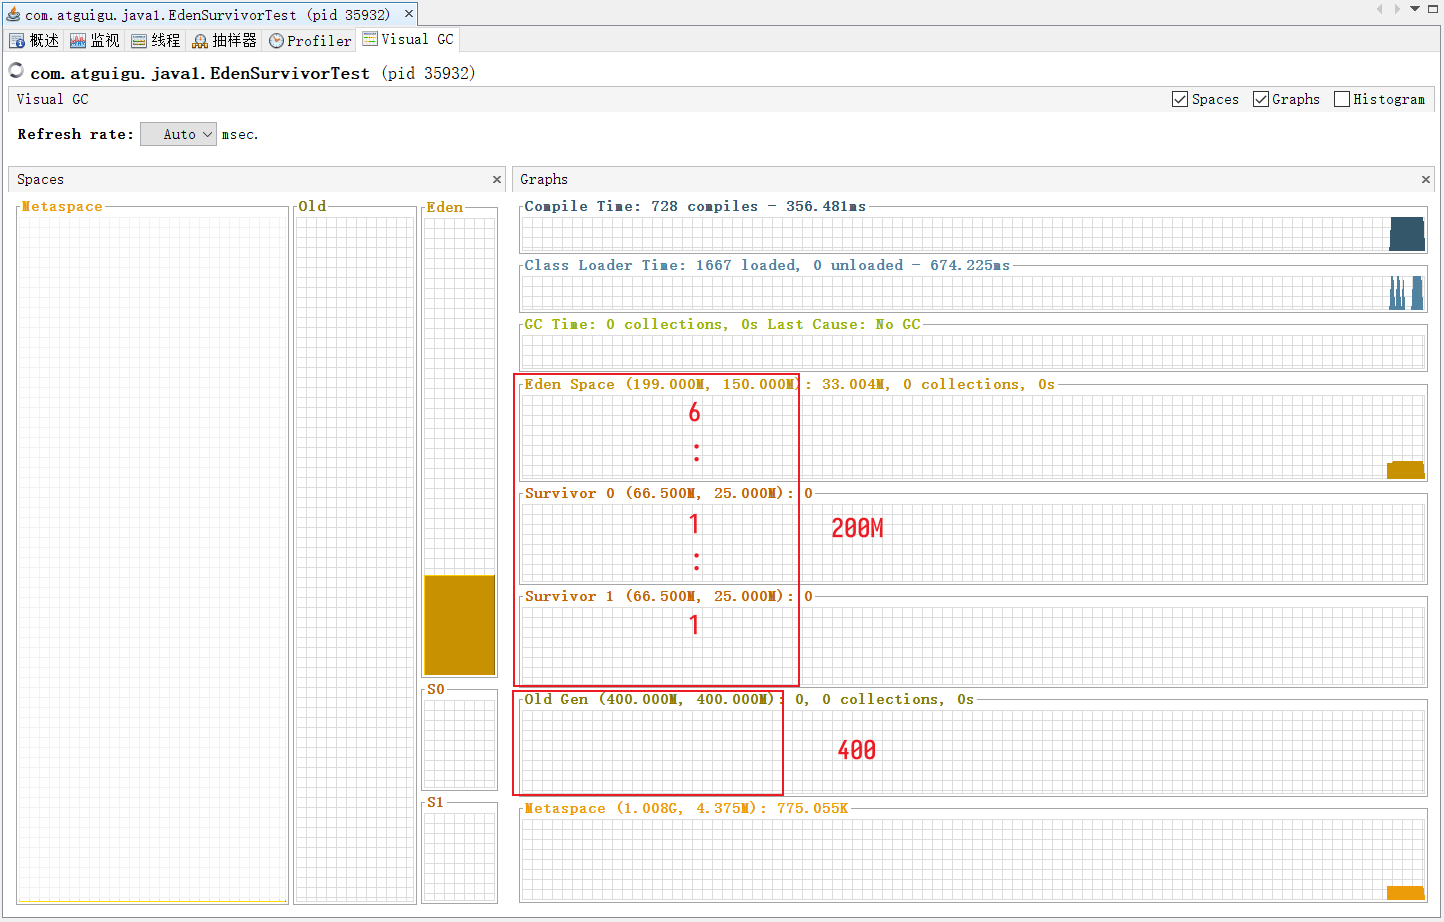 com.atguigu.java1.EdenSurvivorTest (pid 35932)
概述 监视 线程 抽样器 Profiler Visual GC
com.atguigu.java1.EdenSurvivorTest (pid 35932)
Visual GC
Spaces Graphs Histogram
Refresh rate: Auto msec.
Spaces
Metaspace
Old
Eden
S0
S1
Graphs
Compile Time: 728 compiles - 356.481ms
Class Loader Time: 1667 loaded, 0 unloaded - 674.225ms
GC Time: 0 collections, 0s Last Cause: No GC
Eden Space (199.000M, 150.000M): 33.004M, 0 collections, 0s
6
:
Survivor 0 (66.500M, 25.000M): 0
1
200M
:
Survivor 1 (66.500M, 25.000M): 0
1
Old Gen (400.000M, 400.000M): 0, 0 collections, 0s
400
Metaspace (1.008G, 4.375M): 775.055K